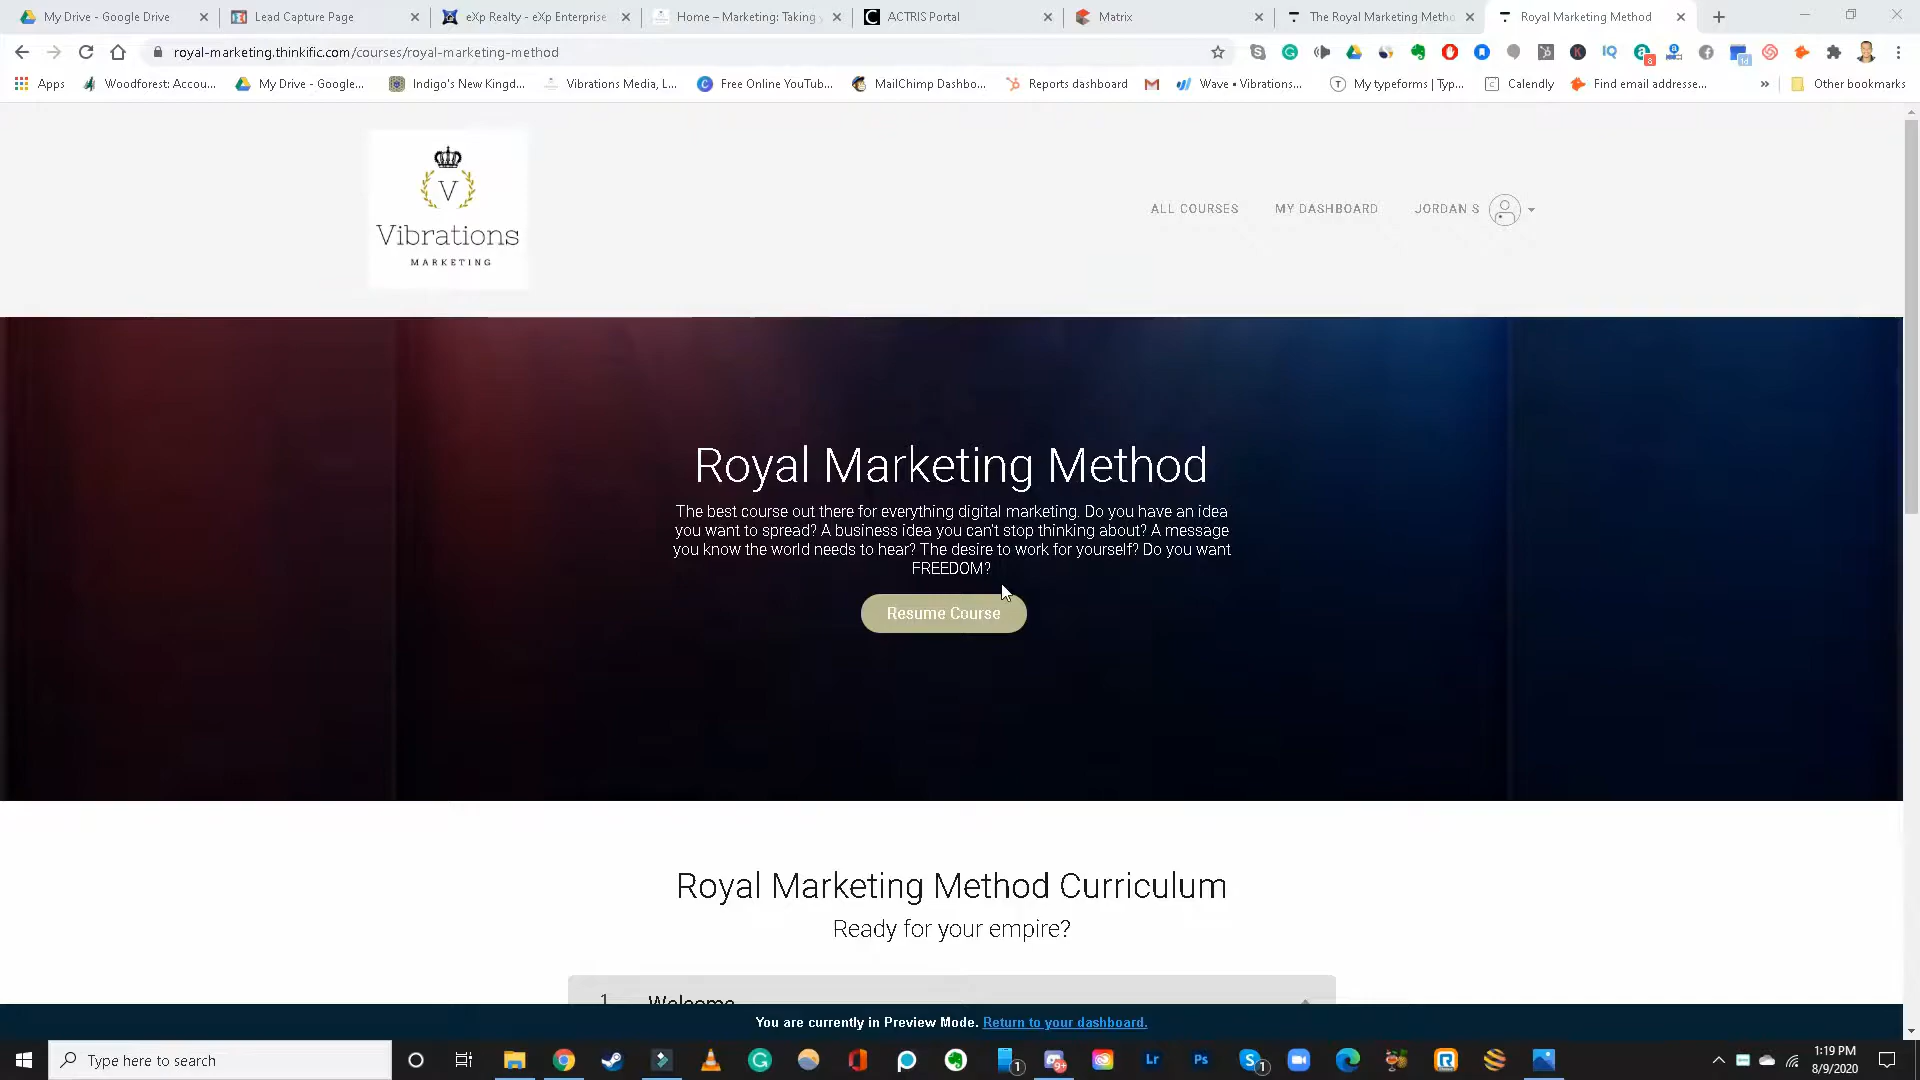 My Drive - Google Drive
Lead Capture Page
eXp Realty - eXp Enterprise
Home – Marketing: Taking
ACTRIS Portal
Matrix
The Royal Marketing Metho
Royal Marketing Method
royal-marketing.thinkific.com/courses/royal-marketing-method
Apps
Woodforest: Accou...
My Drive - Google...
Indigo's New Kingd...
Vibrations Media, L...
Free Online YouTub...
MailChimp Dashbo...
Reports dashboard
Wave • Vibrations...
My typeforms | Typ...
Calendly
Find email addresse...
»
Other bookmarks
V
Vibrations
MARKETING
ALL COURSES
MY DASHBOARD
JORDAN S
Royal Marketing Method
The best course out there for everything digital marketing. Do you have an idea
you want to spread? A business idea you can't stop thinking about? A message
you know the world needs to hear? The desire to work for yourself? Do you want
FREEDOM?
Resume Course
Royal Marketing Method Curriculum
Ready for your empire?
1 Welcome
You are currently in Preview Mode. Return to your dashboard.
Type here to search
Lr
Ps
1:19 PM
8/9/2020